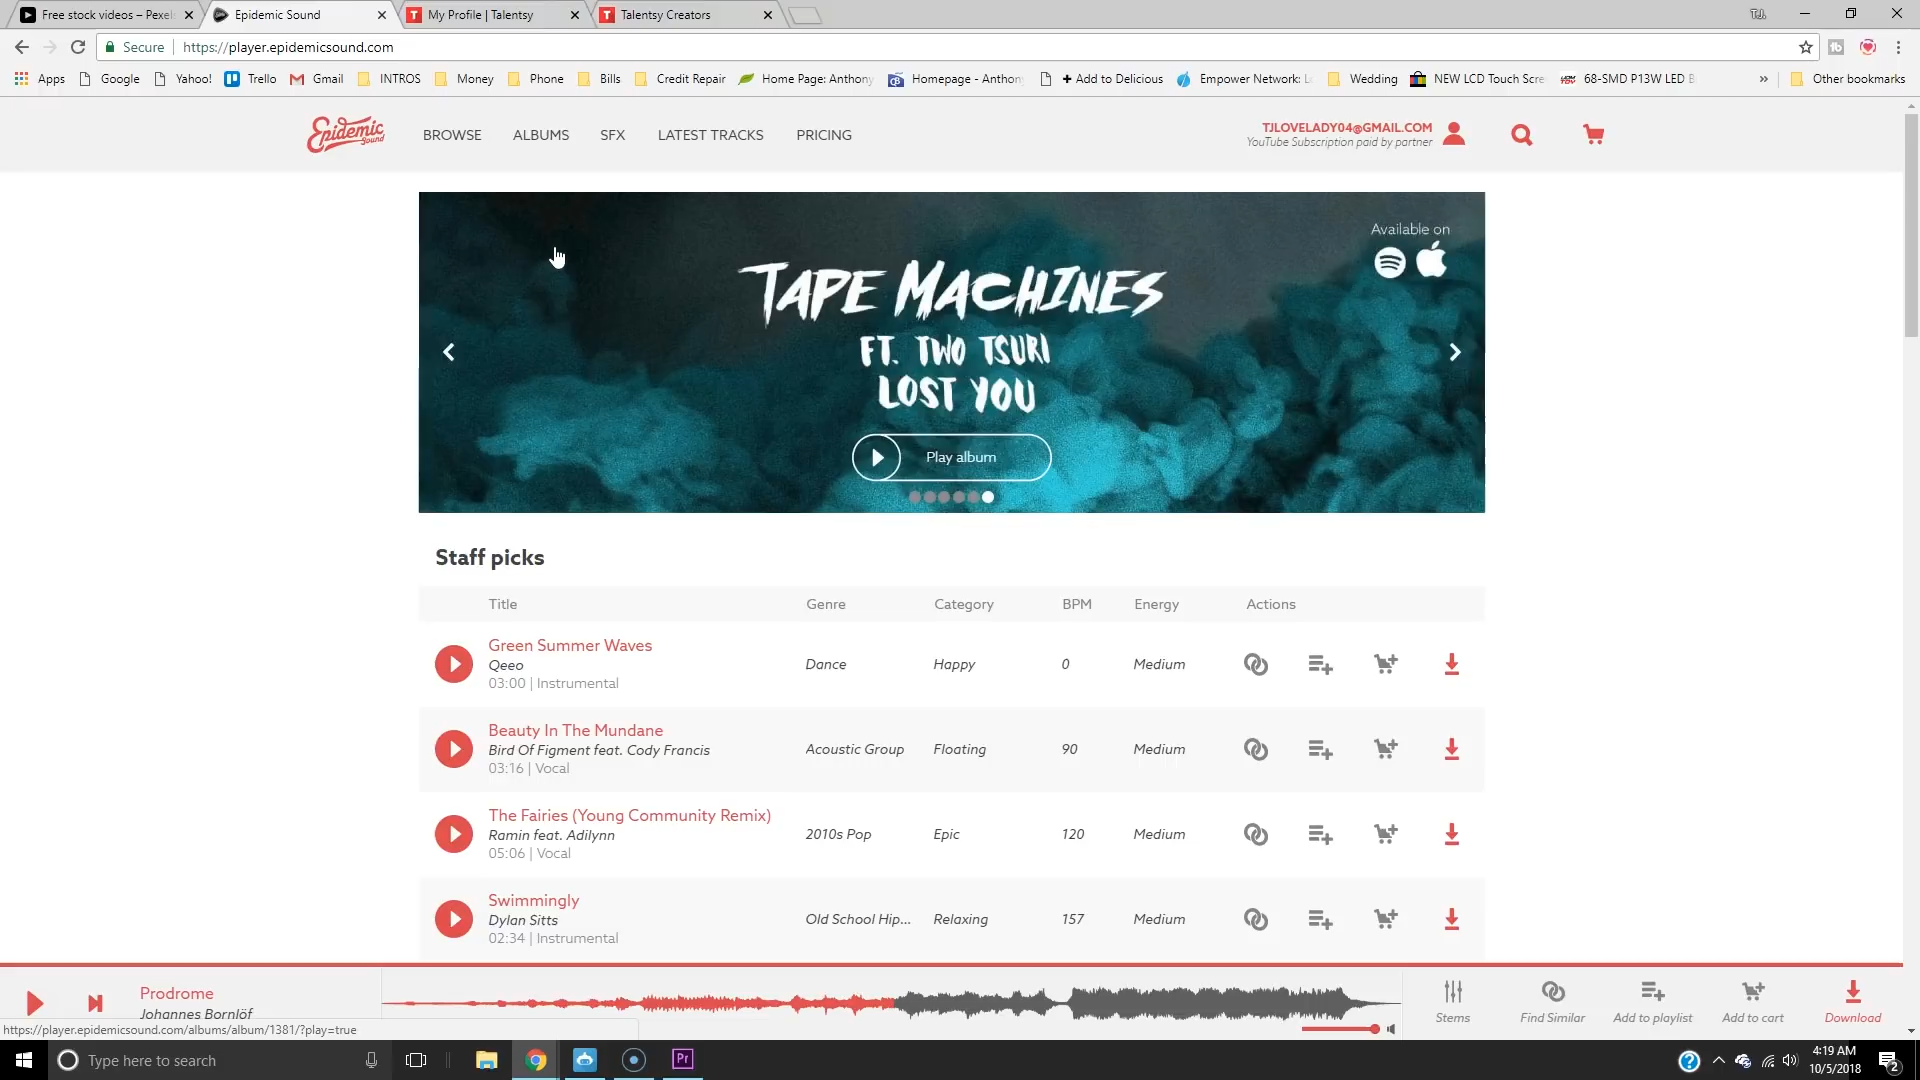 Free stock videos – Pexel
Epidemic Sound
My Profile | Talentsy
Talentsy Creators
TJ.
Secure
https://player.epidemicsound.com
Apps
Google
Yahoo!
Trello
Gmail
INTROS
Money
Phone
Bills
Credit Repair
Home Page: Anthony
Homepage - Anthony
+ Add to Delicious
Empower Network: L
Wedding
NEW LCD Touch Scre
68-SMD P13W LED B
»
Other bookmarks
Epidemic Sound
BROWSE
ALBUMS
SFX
LATEST TRACKS
PRICING
TJLOVELADY04@GMAIL.COM
YouTube Subscription paid by partner
Available on
TAPE MACHINES
FT. TWO TSURI
LOST YOU
Play album
Staff picks
Title
Genre
Category
BPM
Energy
Actions
Green Summer Waves
Qeeo
03:00 | Instrumental
Dance
Happy
0
Medium
Beauty In The Mundane
Bird Of Figment feat. Cody Francis
03:16 | Vocal
Acoustic Group
Floating
90
Medium
The Fairies (Young Community Remix)
Ramin feat. Adilynn
05:06 | Vocal
2010s Pop
Epic
120
Medium
Swimmingly
Dylan Sitts
02:34 | Instrumental
Old School Hip...
Relaxing
157
Medium
Prodrome
Johannes Bornlöf
Stems
Find Similar
Add to playlist
Add to cart
Download
https://player.epidemicsound.com/albums/album/1381/?play=true
Type here to search
Pr
4:19 AM
10/5/2018
2